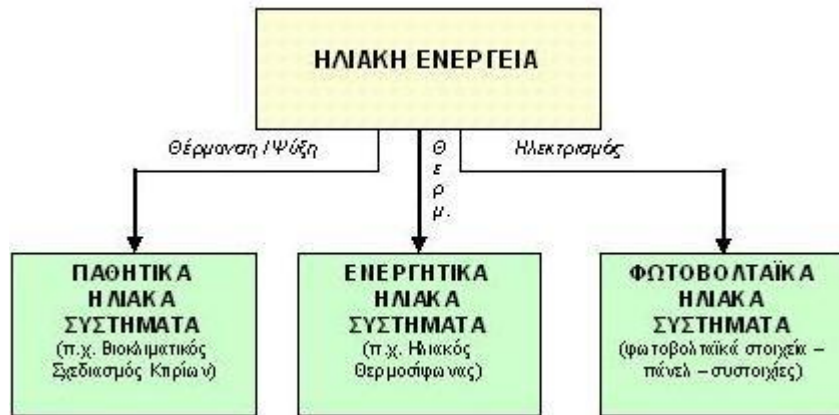 ΗΛΙΑΚΗ ΕΝΕΡΓΕΙΑ
Θέρμανση / Ψύξη
Θερμ.
Ηλεκτρισμός
ΠΑΘΗΤΙΚΑ
ΗΛΙΑΚΑ
ΣΥΣΤΗΜΑΤΑ
(π.χ. Βιοκλιματικός
Σχεδιασμός Κτιρίων)
ΕΝΕΡΓΗΤΙΚΑ
ΗΛΙΑΚΑ
ΣΥΣΤΗΜΑΤΑ
(π.χ. Ηλιακός
Θερμοσίφωνας)
ΦΩΤΟΒΟΛΤΑΪΚΑ
ΗΛΙΑΚΑ
ΣΥΣΤΗΜΑΤΑ
(φωτοβολταϊκά στοιχεία –
πάνελ – συστοιχίες)